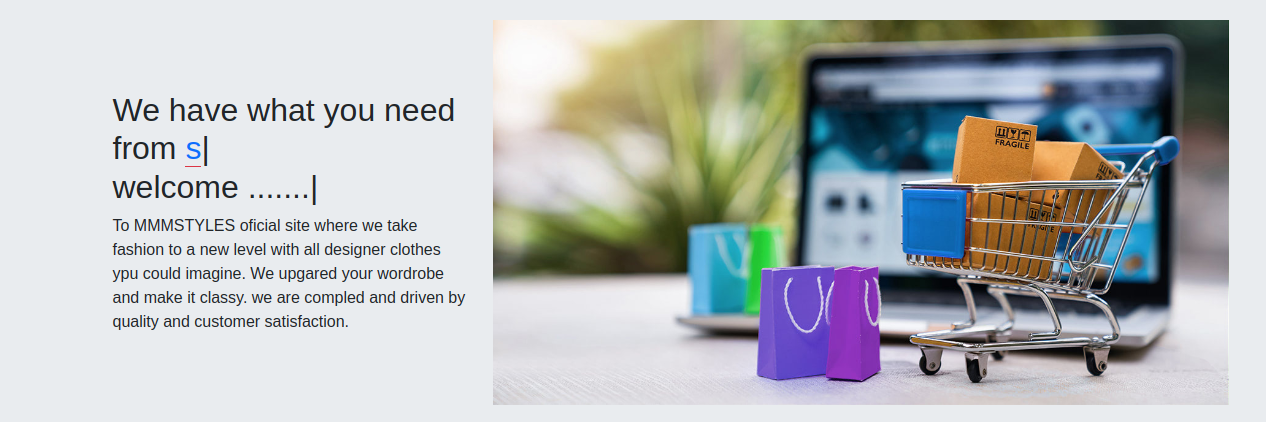 We have what you need
from s|
welcome .......|
To MMMSTYLES oficial site where we take
fashion to a new level with all designer clothes
ypu could imagine. We upgared your wordrobe
and make it classy. we are compled and driven by
quality and customer satisfaction.
FRAGILE
FRAGILE